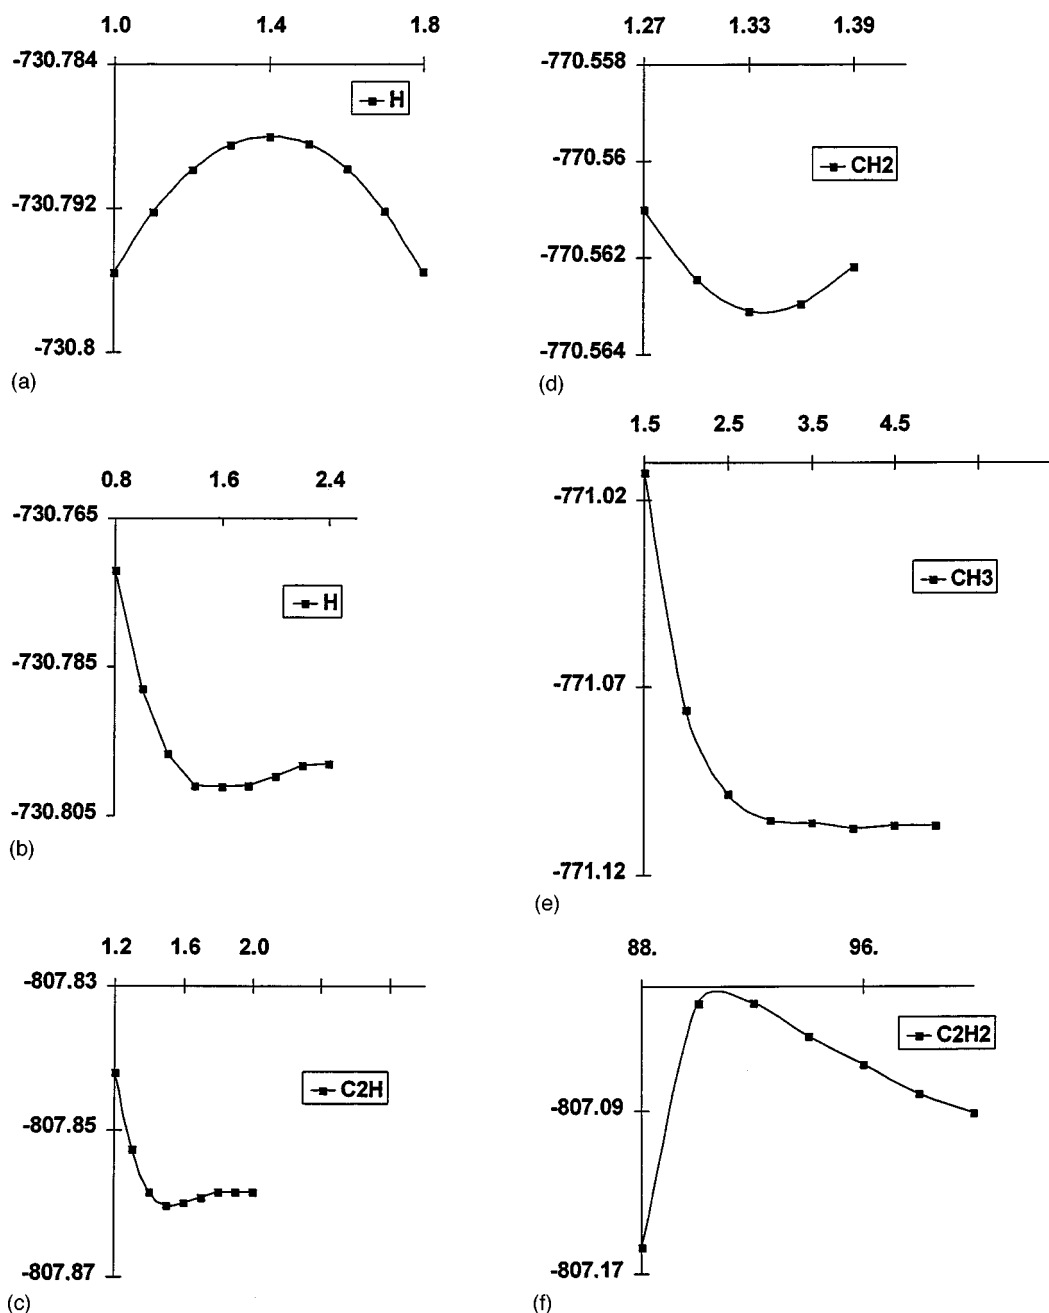 1.0 1.4 1.8
-730.784
H
-730.792
-730.8
(a)
1.27 1.33 1.39
-770.558
-770.56
CH2
-770.562
-770.564
(d)
0.8 1.6 2.4
-730.765
H
-730.785
-730.805
(b)
1.5 2.5 3.5 4.5
-771.02
CH3
-771.07
-771.12
(e)
1.2 1.6 2.0
-807.83
C2H
-807.85
-807.87
(c)
88. 96.
C2H2
-807.09
-807.17
(f)